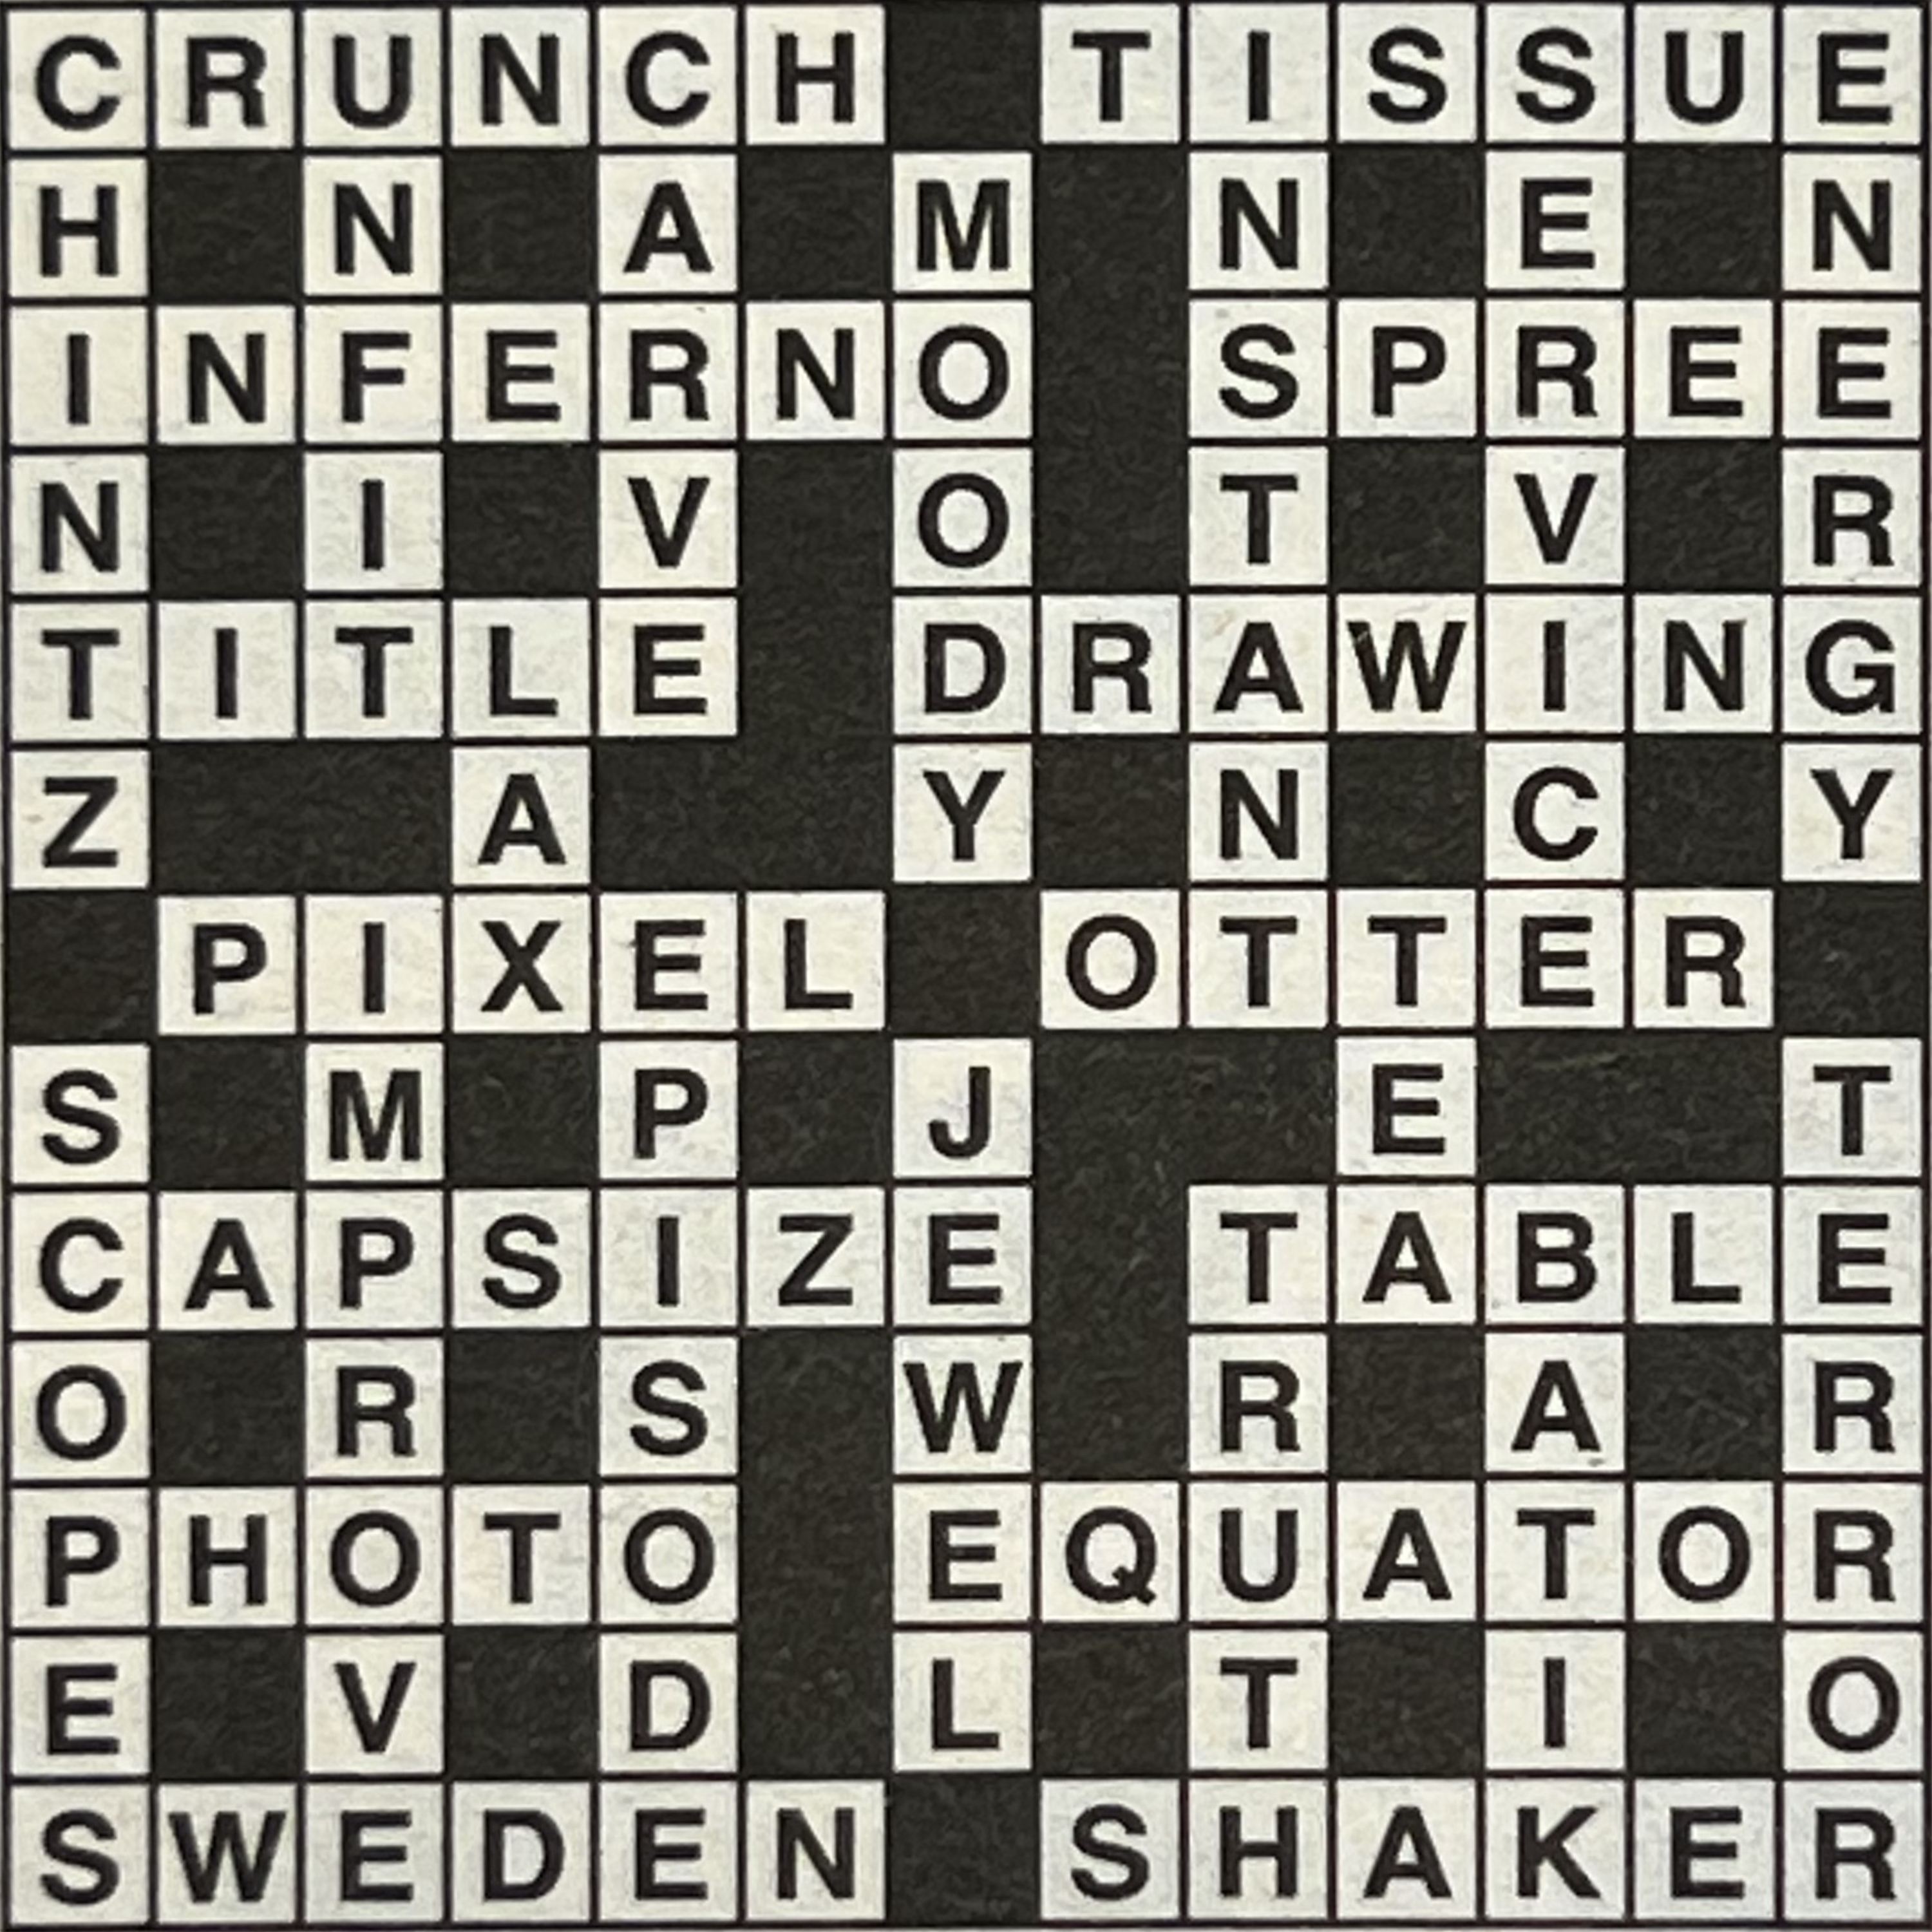 CRUNCH TISSUE
H N A M N E N
INFERNO SPREE
N I V O T V R
TITLE DRAWING
Z A Y N C Y
PIXEL OTTER
S M P J E T
CAPSIZE TABLE
O R S W R A R
PHOTO EQUATOR
E V D L T I O
SWEDEN SHAKER